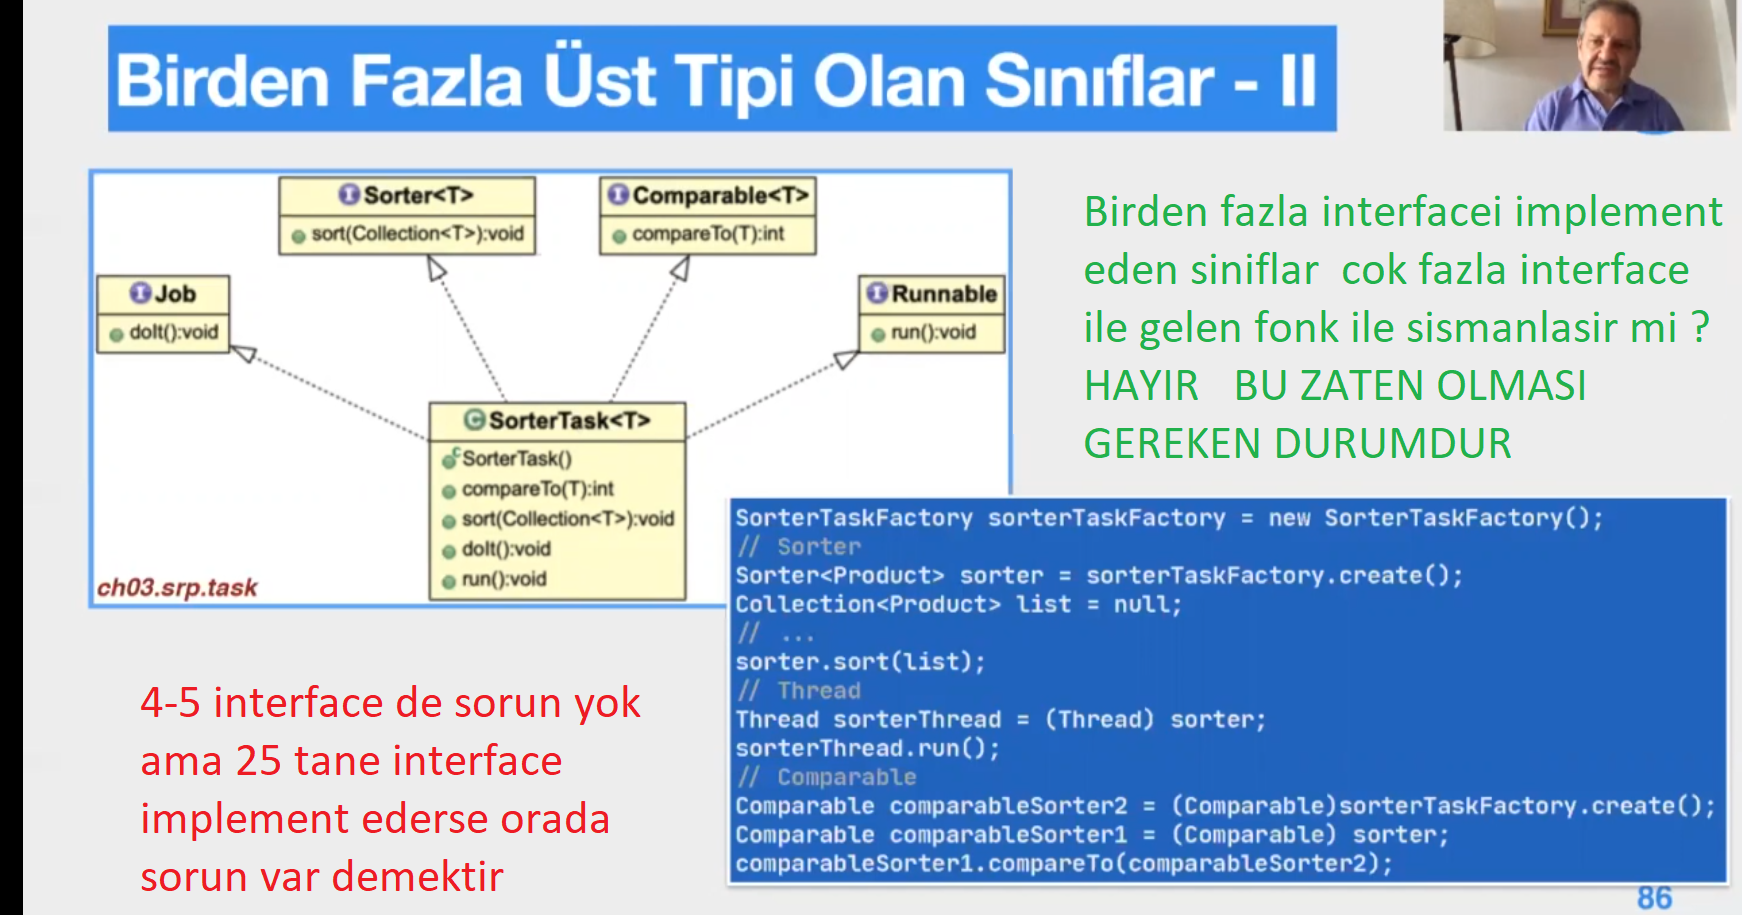 Birden Fazla Üst Tipi Olan Sınıflar - II
Sorter<T>
sort(Collection<T>):void
Comparable<T>
compareTo(T):int
Job
doIt():void
Runnable
run():void
SorterTask<T>
SorterTask()
compareTo(T):int
sort(Collection<T>):void
doIt():void
run():void
ch03.srp.task
Birden fazla interfacei implement
eden siniflar cok fazla interface
ile gelen fonk ile sismanlasir mi ?
HAYIR BU ZATEN OLMASI
GEREKEN DURUMDUR
SorterTaskFactory sorterTaskFactory = new SorterTaskFactory();
// Sorter
Sorter<Product> sorter = sorterTaskFactory.create();
Collection<Product> list = null;
// ...
sorter.sort(list);
// Thread
Thread sorterThread = (Thread) sorter;
sorterThread.run();
// Comparable
Comparable comparableSorter2 = (Comparable)sorterTaskFactory.create();
Comparable comparableSorter1 = (Comparable) sorter;
comparableSorter1.compareTo(comparableSorter2);
4-5 interface de sorun yok
ama 25 tane interface
implement ederse orada
sorun var demektir
86